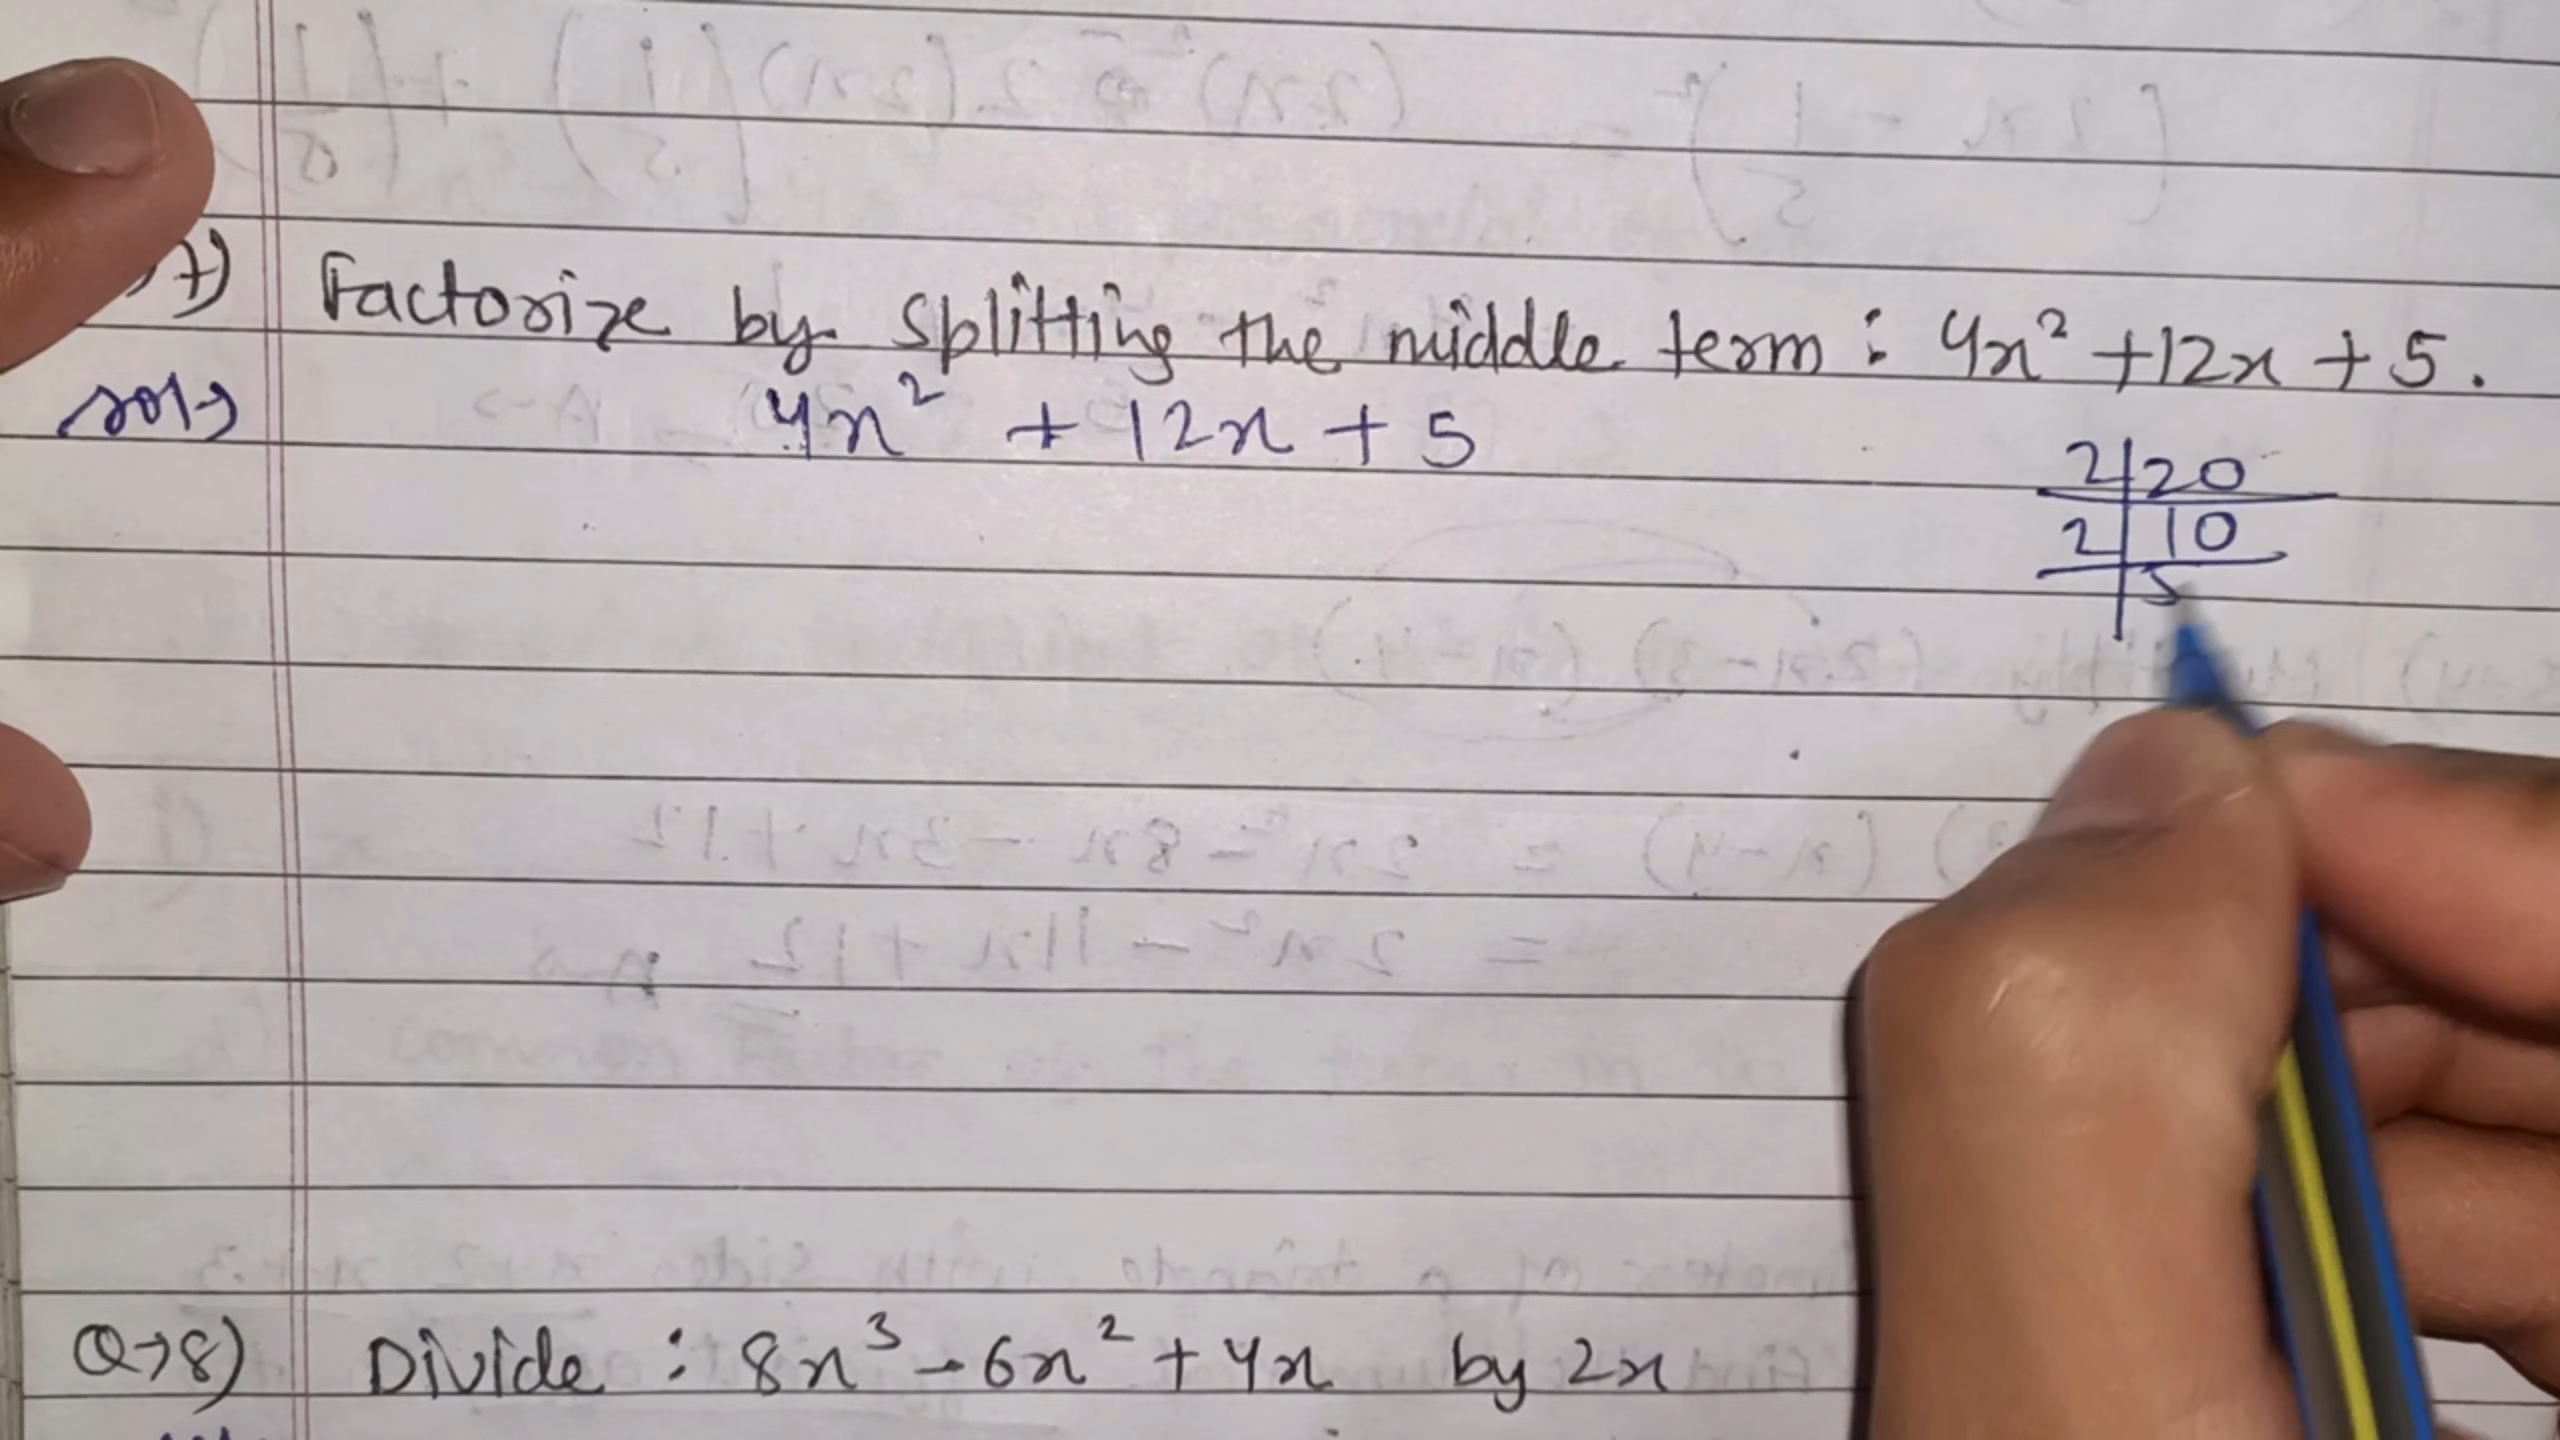 7) Factorize by splitting the middle term : 4x² + 12x + 5.
sol→ 4x² + 12x + 5
2|20
2|10
5
Q→8) Divide : 8x³ - 6x² + 4x by 2x